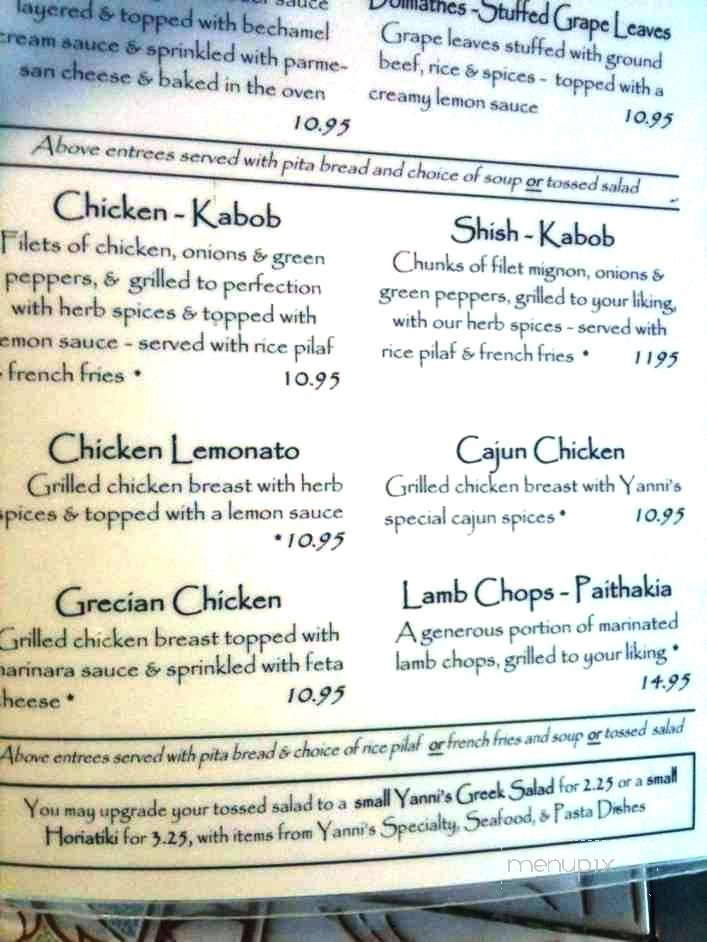 layered & topped with bechamel
cream sauce & sprinkled with parme-
san cheese & baked in the oven
10.95
Dolmathes - Stuffed Grape Leaves
Grape leaves stuffed with ground
beef, rice & spices - topped with a
creamy lemon sauce 10.95
Above entrees served with pita bread and choice of soup or tossed salad
Chicken - Kabob
Filets of chicken, onions & green
peppers, & grilled to perfection
with herb spices & topped with
emon sauce - served with rice pilaf
french fries * 10.95
Shish - Kabob
Chunks of filet mignon, onions &
green peppers, grilled to your liking,
with our herb spices - served with
rice pilaf & french fries * 1195
Chicken Lemonato
Grilled chicken breast with herb
spices & topped with a lemon sauce
*10.95
Cajun Chicken
Grilled chicken breast with Yanni's
special cajun spices * 10.95
Grecian Chicken
Grilled chicken breast topped with
marinara sauce & sprinkled with feta
heese * 10.95
Lamb Chops - Paithakia
A generous portion of marinated
lamb chops, grilled to your liking *
14.95
Above entrees served with pita bread & choice of rice pilaf or french fries and soup or tossed salad
You may upgrade your tossed salad to a small Yanni's Greek Salad for 2.25 or a small
Horiatiki for 3.25, with items from Yanni's Specialty, Seafood, & Pasta Dishes
menupix